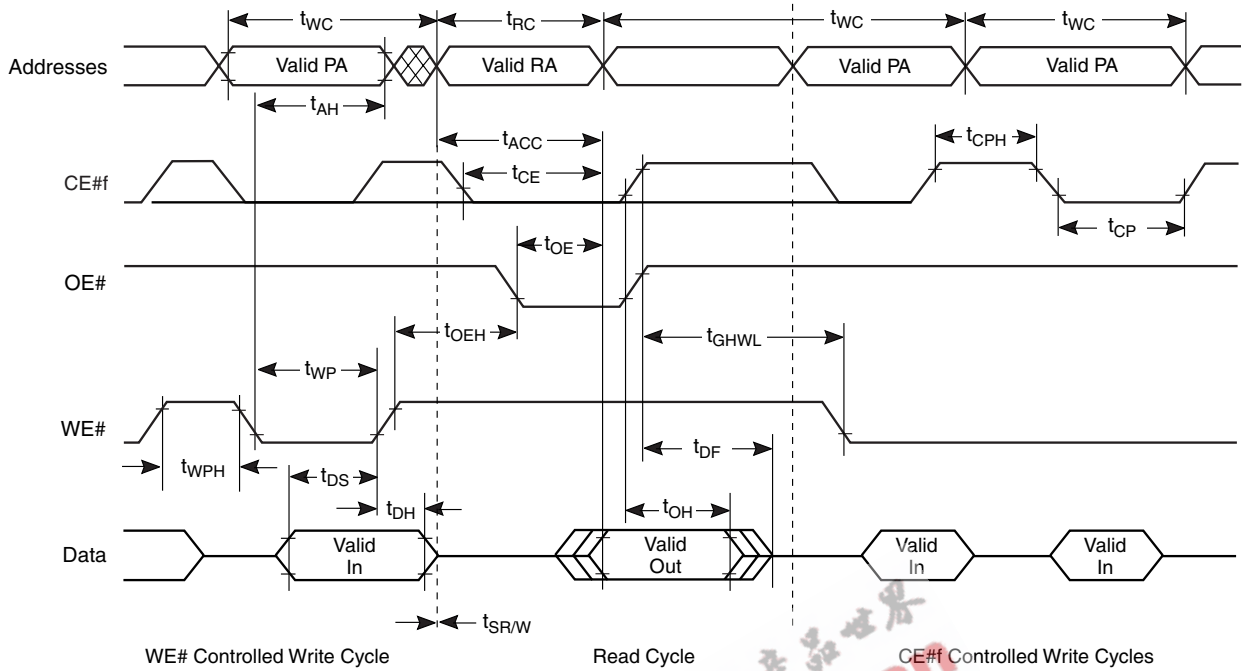 tWC tRC tWC tWC
Addresses Valid PA Valid RA Valid PA Valid PA
tAH
tACC tCPH
CE#f tCE
tCP
tOE
OE#
tOEH tGHWL
tWP
WE#
tDF
tWPH tDS
tDH tOH
Data Valid In Valid Out Valid In Valid In
tSR/W
WE# Controlled Write Cycle Read Cycle CE#f Controlled Write Cycles